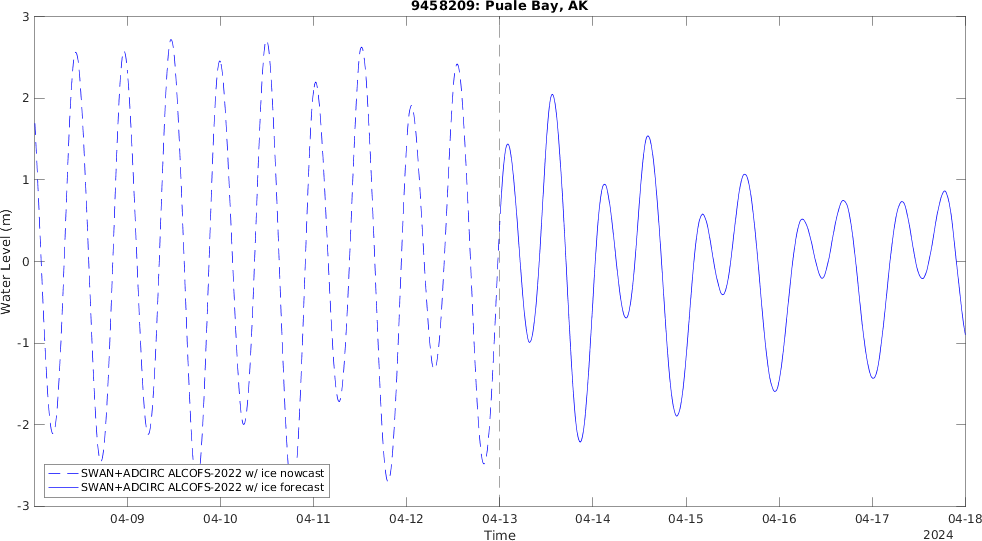 9458209: Puale Bay, AK
3
2
1
0
-1
-2
-3
Water Level (m)
SWAN+ADCIRC ALCOFS-2022 w/ ice nowcast
SWAN+ADCIRC ALCOFS-2022 w/ ice forecast
04-09 04-10 04-11 04-12 04-13 04-14 04-15 04-16 04-17 04-18
Time
2024